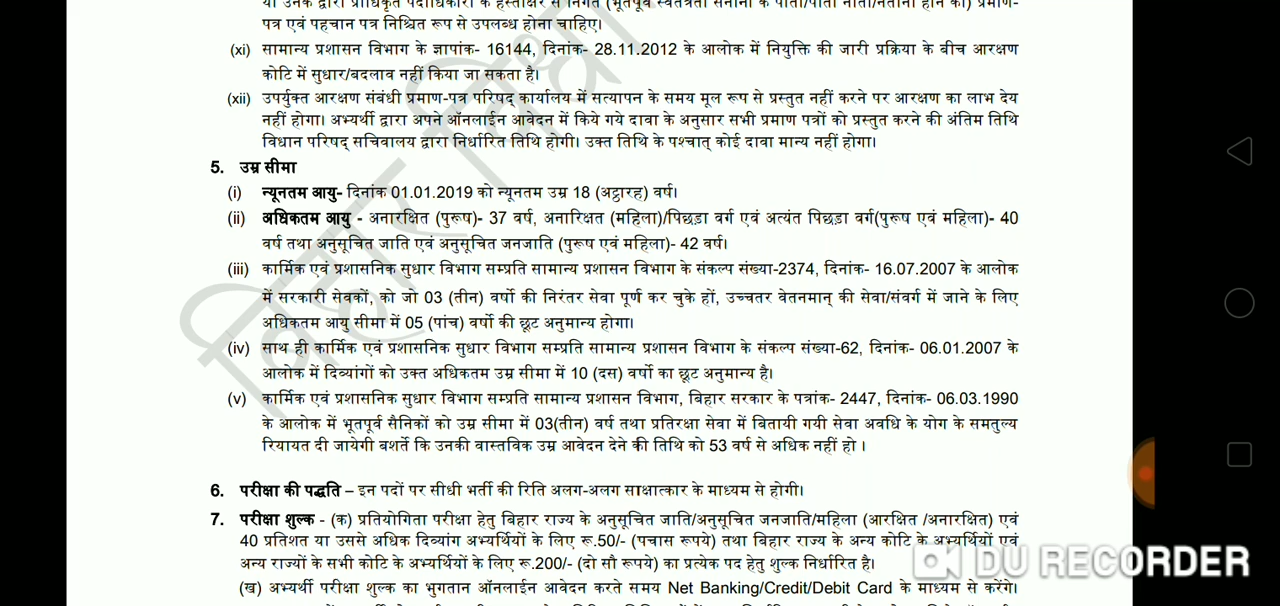 या उनके द्वारा प्राधिकृत पदाधिकारी के हस्ताक्षर से निर्गत (भूतपूर्व स्वतंत्रता सेनानी के पोता/पोती नाती/नतीनी होने का) प्रमाण-
पत्र एवं पहचान पत्र निश्चित रूप से उपलब्ध होना चाहिए।
(xi) सामान्य प्रशासन विभाग के ज्ञापांक- 16144, दिनांक- 28.11.2012 के आलोक में नियुक्ति की जारी प्रक्रिया के बीच आरक्षण
कोटि में सुधार/बदलाव नहीं किया जा सकता है।
(xii) उपर्युक्त आरक्षण संबंधी प्रमाण-पत्र परिषद् कार्यालय में सत्यापन के समय मूल रूप से प्रस्तुत नहीं करने पर आरक्षण का लाभ देय
नहीं होगा। अभ्यर्थी द्वारा अपने ऑनलाईन आवेदन में किये गये दावा के अनुसार सभी प्रमाण पत्रों को प्रस्तुत करने की अंतिम तिथि
विधान परिषद् सचिवालय द्वारा निर्धारित तिथि होगी। उक्त तिथि के पश्चात् कोई दावा मान्य नहीं होगा।
5. उम्र सीमा
(i) न्यूनतम आयु- दिनांक 01.01.2019 को न्यूनतम उम्र 18 (अट्ठारह) वर्ष।
(ii) अधिकतम आयु - अनारक्षित (पुरूष)- 37 वर्ष, अनारिक्षत (महिला)/पिछड़ा वर्ग एवं अत्यंत पिछड़ा वर्ग(पुरूष एवं महिला)- 40
वर्ष तथा अनुसूचित जाति एवं अनुसूचित जनजाति (पुरूष एवं महिला)- 42 वर्ष।
(iii) कार्मिक एवं प्रशासनिक सुधार विभाग सम्प्रति सामान्य प्रशासन विभाग के संकल्प संख्या-2374, दिनांक- 16.07.2007 के आलोक
में सरकारी सेवकों, को जो 03 (तीन) वर्षो की निरंतर सेवा पूर्ण कर चुके हों, उच्चतर वेतनमान् की सेवा/संवर्ग में जाने के लिए
अधिकतम आयु सीमा में 05 (पांच) वर्षो की छूट अनुमान्य होगा।
(iv) साथ ही कार्मिक एवं प्रशासनिक सुधार विभाग सम्प्रति सामान्य प्रशासन विभाग के संकल्प संख्या-62, दिनांक- 06.01.2007 के
आलोक में दिव्यांगों को उक्त अधिकतम उम्र सीमा में 10 (दस) वर्षो का छूट अनुमान्य है।
(v) कार्मिक एवं प्रशासनिक सुधार विभाग सम्प्रति सामान्य प्रशासन विभाग, बिहार सरकार के पत्रांक- 2447, दिनांक- 06.03.1990
के आलोक में भूतपूर्व सैनिकों को उम्र सीमा में 03(तीन) वर्ष तथा प्रतिरक्षा सेवा में बितायी गयी सेवा अवधि के योग के समतुल्य
रियायत दी जायेगी बशर्ते कि उनकी वास्तविक उम्र आवेदन देने की तिथि को 53 वर्ष से अधिक नहीं हो ।
6. परीक्षा की पद्धति – इन पदों पर सीधी भर्ती की रिति अलग-अलग साक्षात्कार के माध्यम से होगी।
7. परीक्षा शुल्क - (क) प्रतियोगिता परीक्षा हेतु बिहार राज्य के अनुसूचित जाति/अनुसूचित जनजाति/महिला (आरक्षित /अनारक्षित) एवं
40 प्रतिशत या उससे अधिक दिव्यांग अभ्यर्थियों के लिए रू.50/- (पचास रूपये) तथा बिहार राज्य के अन्य कोटि के अभ्यर्थियों एवं
अन्य राज्यों के सभी कोटि के अभ्यर्थियों के लिए रू.200/- (दो सौ रूपये) का प्रत्येक पद हेतु शुल्क निर्धारित है।
DU RECORDER
(ख) अभ्यर्थी परीक्षा शुल्क का भुगतान ऑनलाईन आवेदन करते समय Net Banking/Credit/Debit Card के माध्यम से करेंगे।